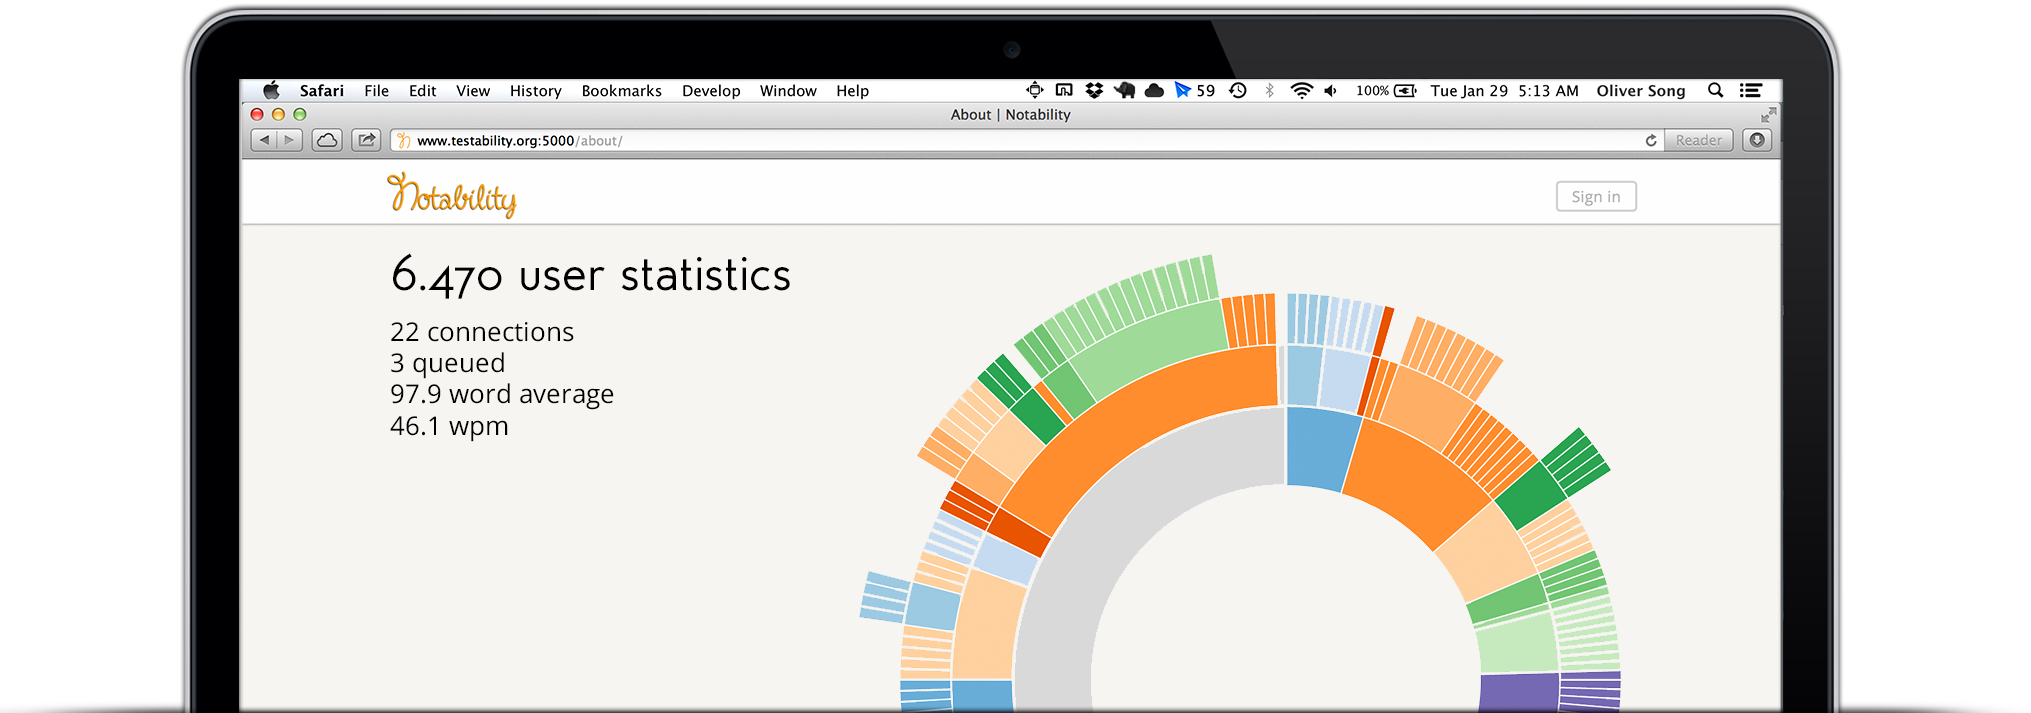 Safari File Edit View History Bookmarks Develop Window Help 59 100% Tue Jan 29 5:13 AM Oliver Song
About | Notability
www.testability.org:5000/about/ Reader
Notability Sign in
6.470 user statistics
22 connections
3 queued
97.9 word average
46.1 wpm